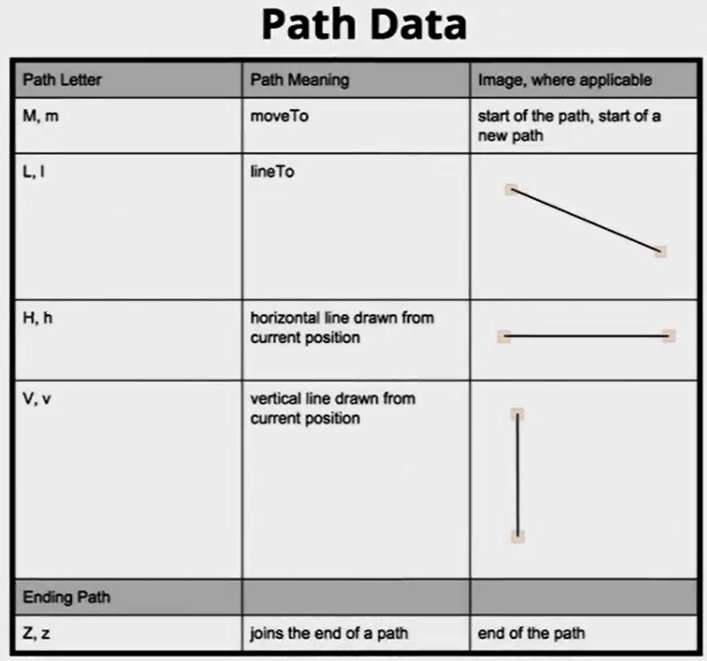 Path Data
Path Letter Path Meaning Image, where applicable
M, m moveTo start of the path, start of a
new path
L, l lineTo
H, h horizontal line drawn from
current position
V, v vertical line drawn from
current position
Ending Path
Z, z joins the end of a path end of the path